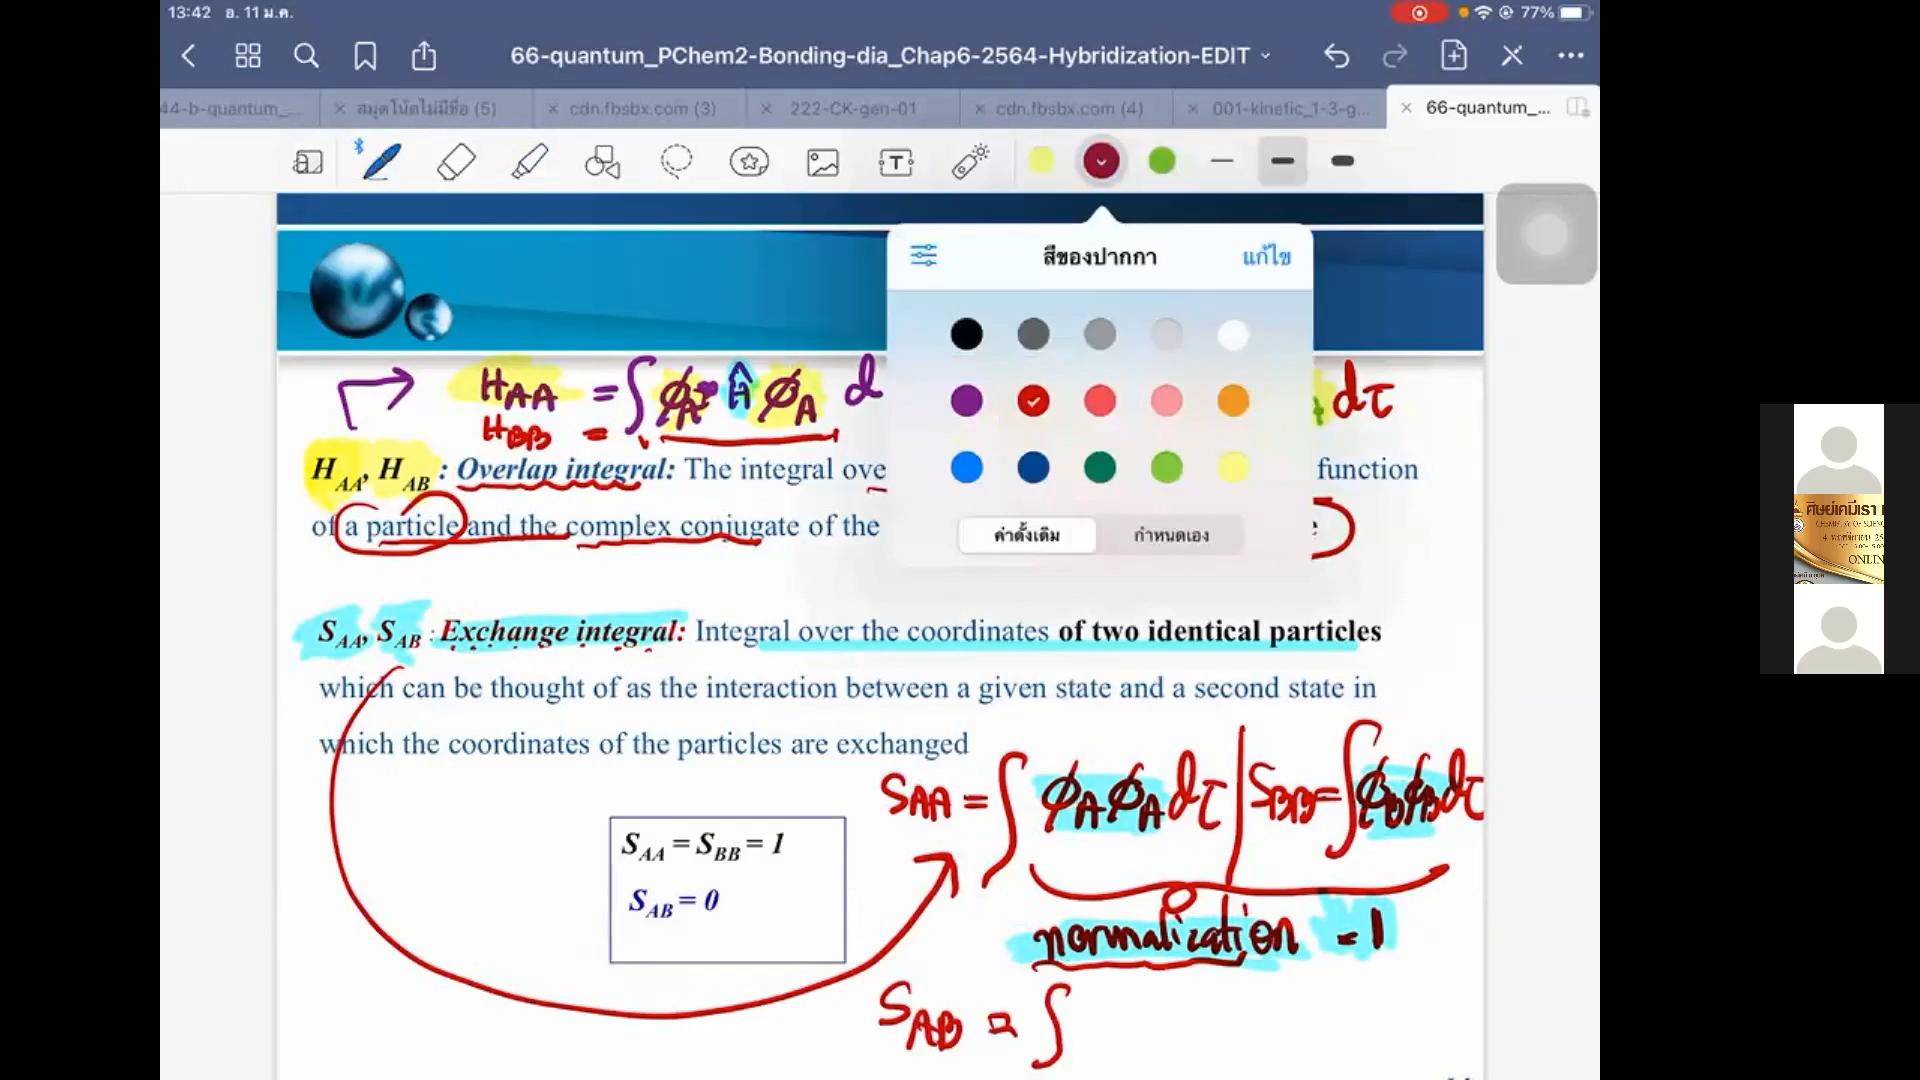 13:42 อ. 11 ม.ค.
77%
66-quantum_PChem2-Bonding-dia_Chap6-2564-Hybridization-EDIT
44-b-quantum_...
สมุดโน้ตไม่มีชื่อ (5)
cdn.fbsbx.com (3)
222-CK-gen-01
cdn.fbsbx.com (4)
001-kinetic_1-3-g...
66-quantum_...
สีของปากกา
แก้ไข
ค่าดั้งเดิม
กำหนดเอง
HAA = ∫ ϕA* Ĥ ϕA d
dτ
HBB =
HAA, HAB : Overlap integral: The integral ove
function
of a particle and the complex conjugate of the
SAA, SAB : Exchange integral: Integral over the coordinates of two identical particles
which can be thought of as the interaction between a given state and a second state in
which the coordinates of the particles are exchanged
SAA = ∫ ϕA ϕA dτ | SBB = ∫ ϕB ϕB dτ
SAA = SBB = 1
SAB = 0
normalization = 1
SAB = ∫
ศิษย์เคมีเรา
ONLIN